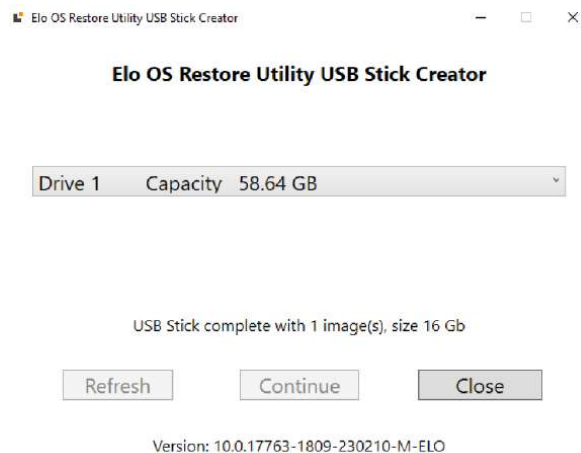 Elo OS Restore Utility USB Stick Creator
Elo OS Restore Utility USB Stick Creator
Drive 1 Capacity 58.64 GB
USB Stick complete with 1 image(s), size 16 Gb
Refresh Continue Close
Version: 10.0.17763-1809-230210-M-ELO